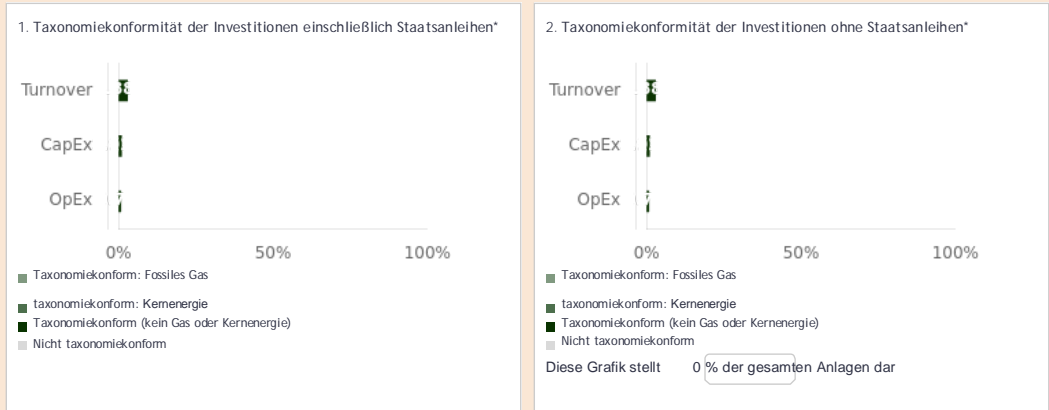 1. Taxonomiekonformität der Investitionen einschließlich Staatsanleihen*
Turnover
CapEx
OpEx
0% 50% 100%
Taxonomiekonform: Fossiles Gas
taxonomiekonform: Kernenergie
Taxonomiekonform (kein Gas oder Kernenergie)
Nicht taxonomiekonform
2. Taxonomiekonformität der Investitionen ohne Staatsanleihen*
Turnover
CapEx
OpEx
0% 50% 100%
Taxonomiekonform: Fossiles Gas
taxonomiekonform: Kernenergie
Taxonomiekonform (kein Gas oder Kernenergie)
Nicht taxonomiekonform
Diese Grafik stellt 0 % der gesamten Anlagen dar